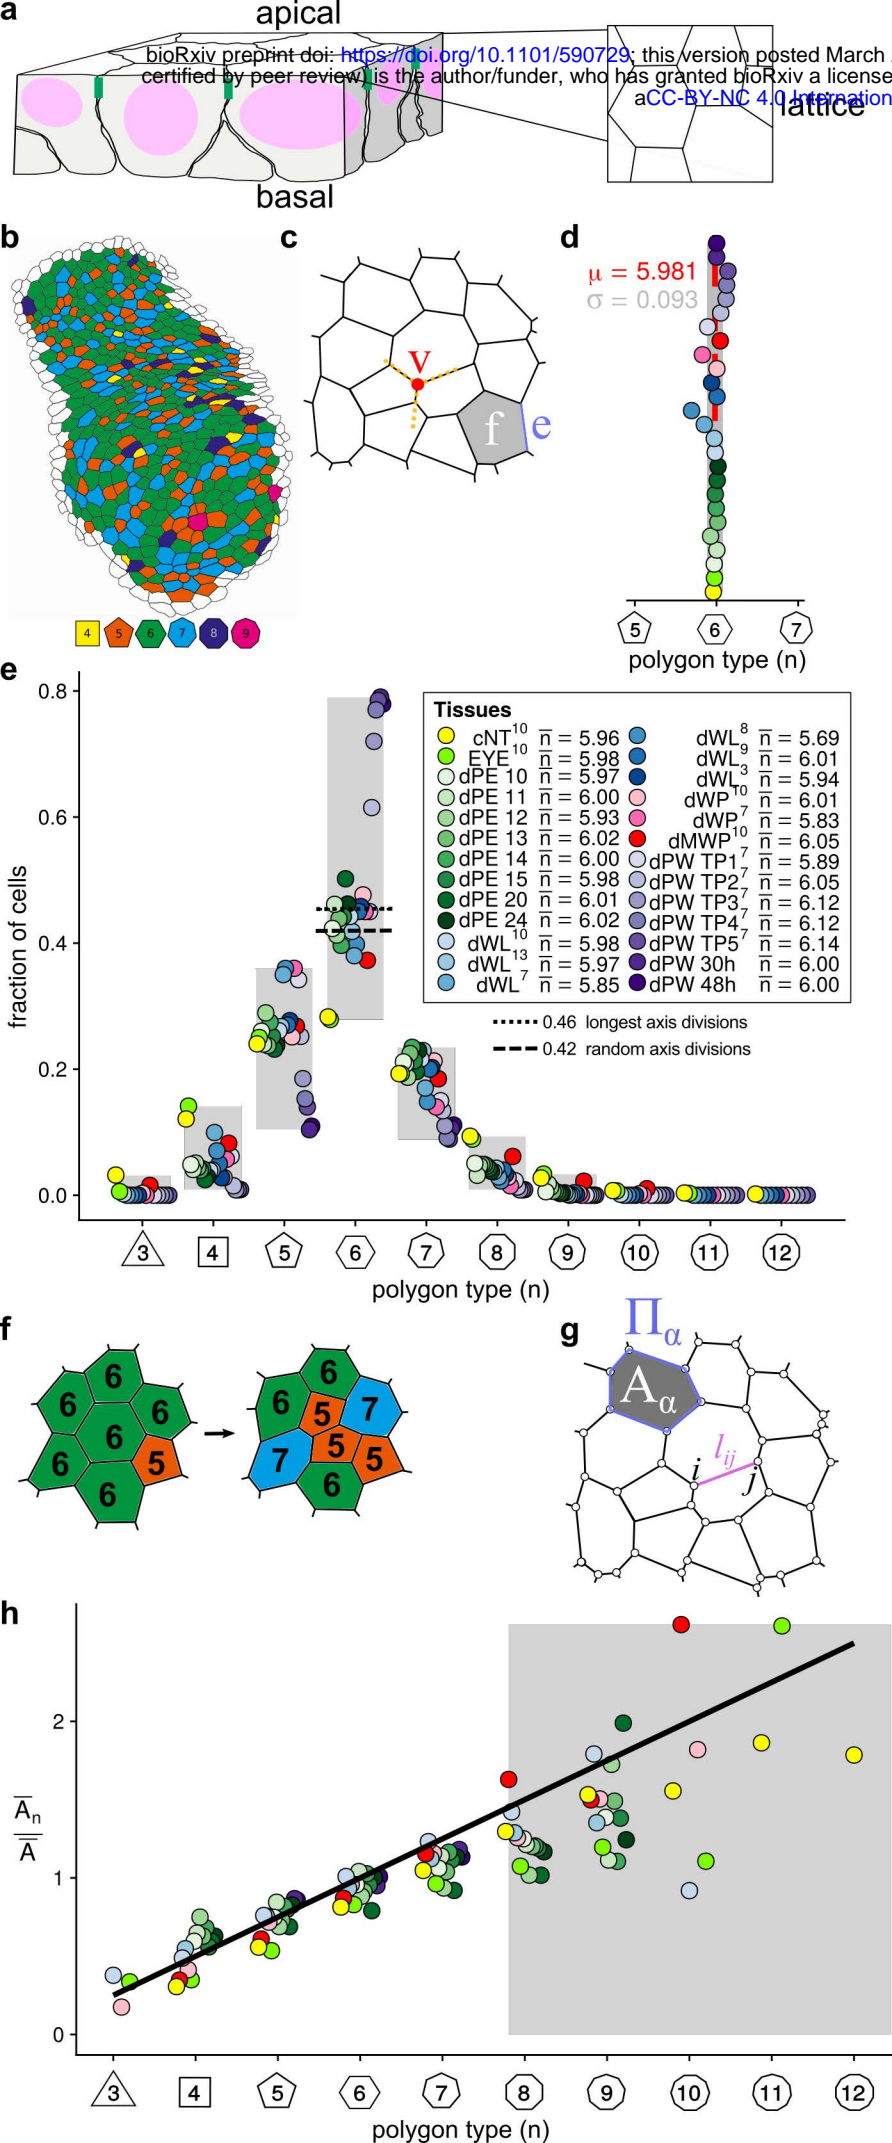 a
apical
bioRxiv preprint doi: https://doi.org/10.1101/590729; this version posted March
certified by peer review) is the author/funder, who has granted bioRxiv a license
aCC-BY-NC 4.0 Internation
lattice
basal
b
4 5 6 7 8 9
c
v
f
e
d
μ = 5.981
σ = 0.093
5 6 7
polygon type (n)
e
fraction of cells
0.8
0.6
0.4
0.2
0.0
Tissues
cNT¹⁰ n̅ = 5.96
EYE¹⁰ n̅ = 5.98
dPE 10 n̅ = 5.97
dPE 11 n̅ = 6.00
dPE 12 n̅ = 5.93
dPE 13 n̅ = 6.02
dPE 14 n̅ = 6.00
dPE 15 n̅ = 5.98
dPE 20 n̅ = 6.01
dPE 24 n̅ = 6.02
dWL¹⁰ n̅ = 5.98
dWL¹³ n̅ = 5.97
dWL⁷ n̅ = 5.85
dWL⁸ n̅ = 5.69
dWL⁹ n̅ = 6.01
dWL³ n̅ = 5.94
dWP¹⁰ n̅ = 6.01
dWP⁷ n̅ = 5.83
dMWP¹⁰ n̅ = 6.05
dPW TP1⁷ n̅ = 5.89
dPW TP2⁷ n̅ = 6.05
dPW TP3⁷ n̅ = 6.12
dPW TP4⁷ n̅ = 6.12
dPW TP5⁷ n̅ = 6.14
dPW 30h n̅ = 6.00
dPW 48h n̅ = 6.00
0.46 longest axis divisions
0.42 random axis divisions
3 4 5 6 7 8 9 10 11 12
polygon type (n)
f
6
6 6
6
6 5
6
6
6 5 7
5
7 5
6
g
Πα
Aα
lij
i j
h
A̅n
A̅
2
1
0
3 4 5 6 7 8 9 10 11 12
polygon type (n)